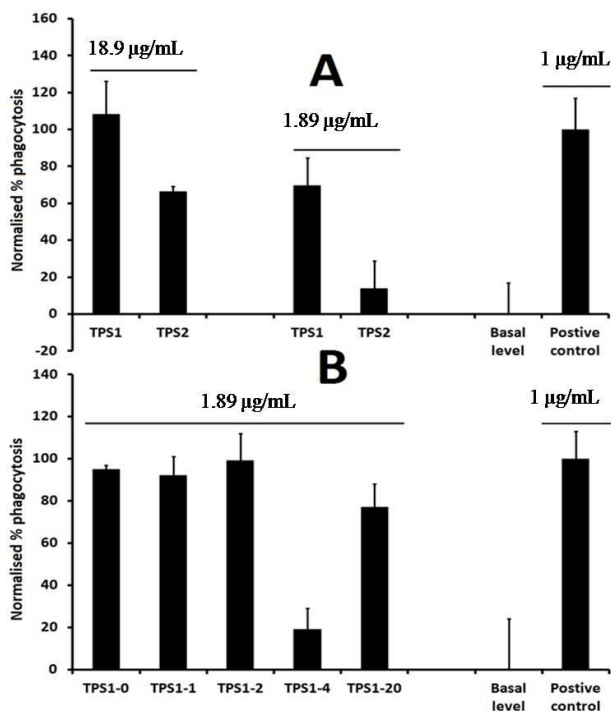 160
140
120
100
80
60
40
20
0
-20
Normalised % phagocytosis
18.9 µg/mL
A
1.89 µg/mL
1 µg/mL
TPS1 TPS2 TPS1 TPS2 Basal level Postive control
B
140
120
100
80
60
40
20
0
Normalised % phagocytosis
1.89 µg/mL
1 µg/mL
TPS1-0 TPS1-1 TPS1-2 TPS1-4 TPS1-20 Basal level Postive control